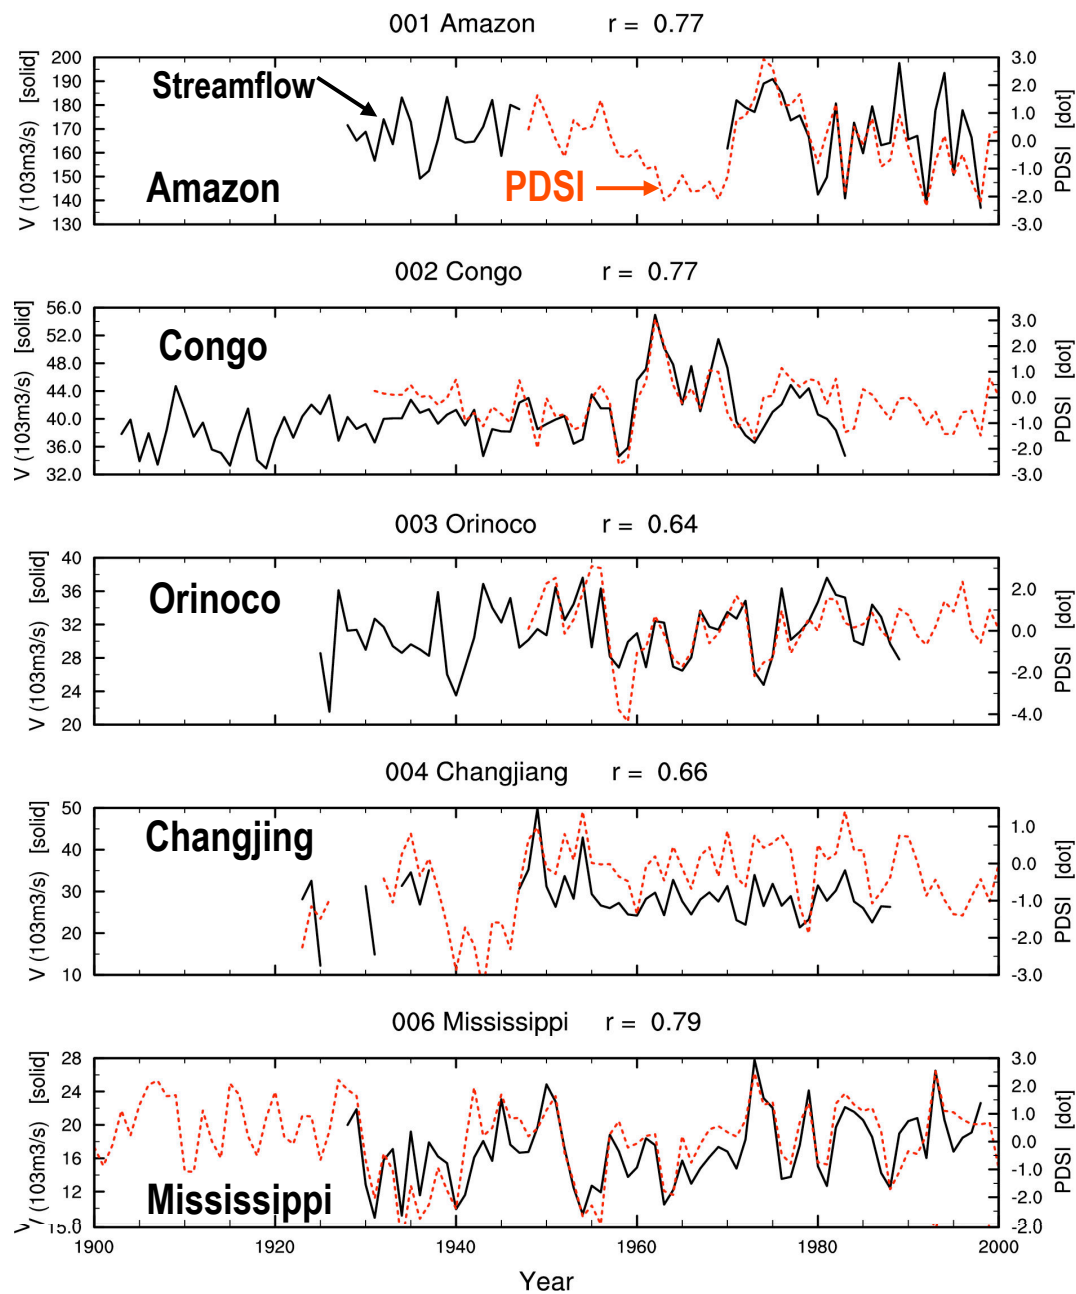 001 Amazon r = 0.77
V (103m3/s) [solid]
200
190
180
170
160
150
140
130
Streamflow
Amazon
PDSI
3.0
2.0
1.0
0.0
-1.0
-2.0
-3.0
PDSI [dot]
002 Congo r = 0.77
V (103m3/s) [solid]
56.0
52.0
48.0
44.0
40.0
36.0
32.0
Congo
3.0
2.0
1.0
0.0
-1.0
-2.0
-3.0
PDSI [dot]
003 Orinoco r = 0.64
V (103m3/s) [solid]
40
36
32
28
24
20
Orinoco
2.0
0.0
-2.0
-4.0
PDSI [dot]
004 Changjiang r = 0.66
V (103m3/s) [solid]
50
40
30
20
10
Changjing
1.0
0.0
-1.0
-2.0
-3.0
PDSI [dot]
006 Mississippi r = 0.79
V (103m3/s) [solid]
28
24
20
16
12
15.0
Mississippi
3.0
2.0
1.0
0.0
-1.0
-2.0
-2.0
PDSI [dot]
1900 1920 1940 1960 1980 2000
Year